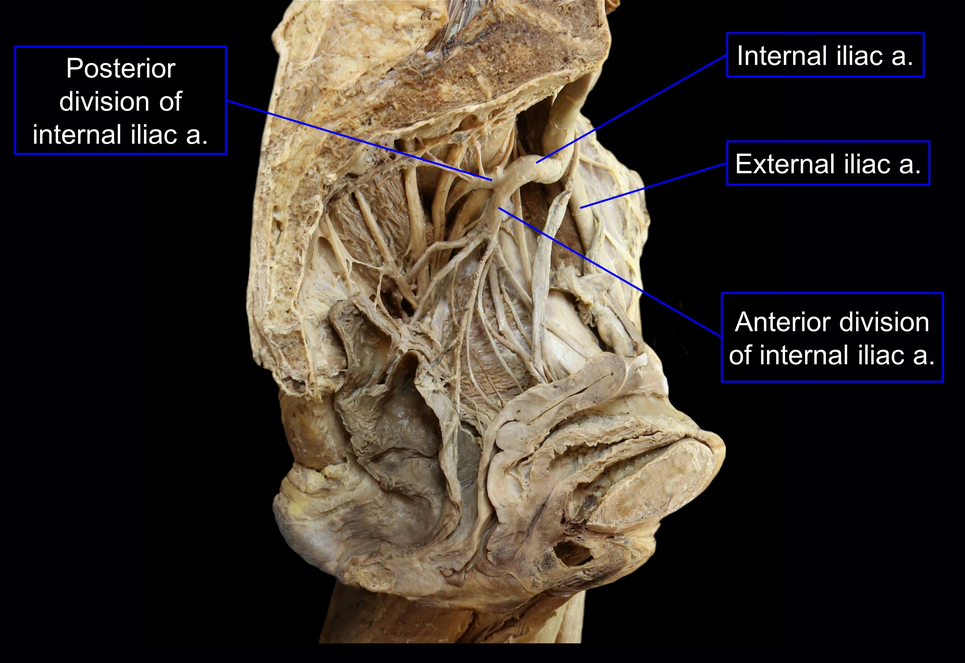 Posterior
division of
internal iliac a.
Internal iliac a.
External iliac a.
Anterior division
of internal iliac a.